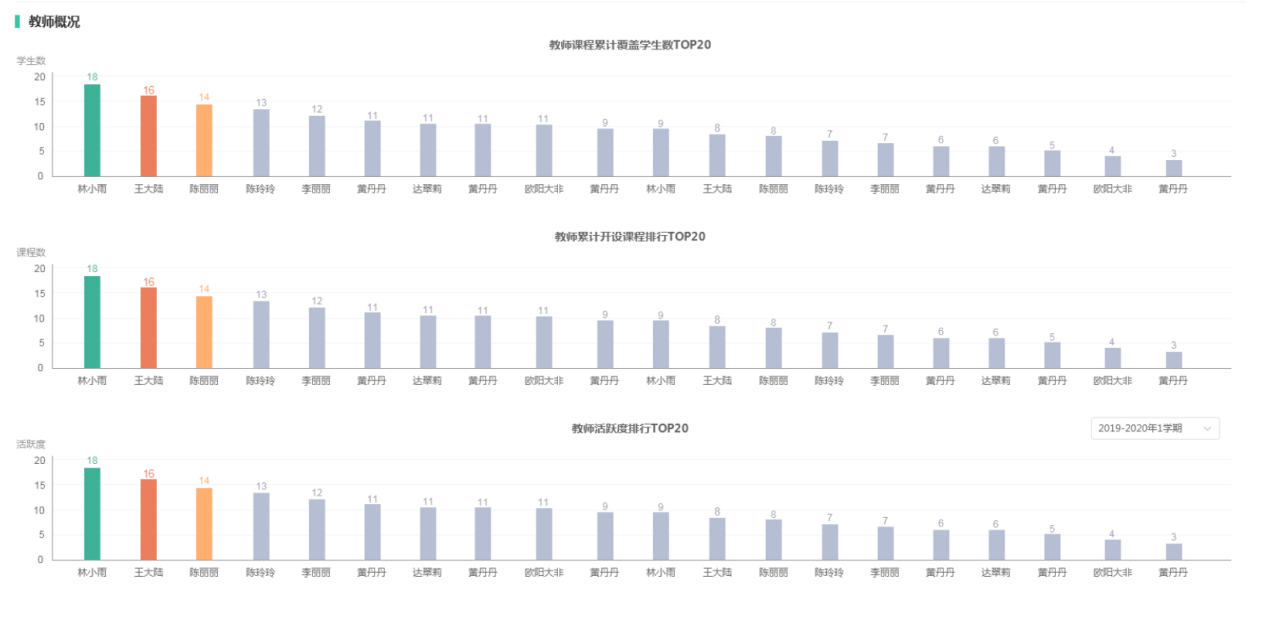 教师概况
教师课程累计覆盖学生数TOP20
学生数
20
15
10
5
0
18 16 14 13 12 11 11 11 11 9 9 8 8 7 7 6 6 5 4 3
林小雨 王大陆 陈丽丽 陈玲玲 李丽丽 黄丹丹 达翠莉 黄丹丹 欧阳大非 黄丹丹 林小雨 王大陆 陈丽丽 陈玲玲 李丽丽 黄丹丹 达翠莉 黄丹丹 欧阳大非 黄丹丹
教师累计开设课程排行TOP20
课程数
20
15
10
5
0
18 16 14 13 12 11 11 11 11 9 9 8 8 7 7 6 6 5 4 3
林小雨 王大陆 陈丽丽 陈玲玲 李丽丽 黄丹丹 达翠莉 黄丹丹 欧阳大非 黄丹丹 林小雨 王大陆 陈丽丽 陈玲玲 李丽丽 黄丹丹 达翠莉 黄丹丹 欧阳大非 黄丹丹
教师活跃度排行TOP20
2019-2020年1学期
活跃度
20
15
10
5
0
18 16 14 13 12 11 11 11 11 9 9 8 8 7 7 6 6 5 4 3
林小雨 王大陆 陈丽丽 陈玲玲 李丽丽 黄丹丹 达翠莉 黄丹丹 欧阳大非 黄丹丹 林小雨 王大陆 陈丽丽 陈玲玲 李丽丽 黄丹丹 达翠莉 黄丹丹 欧阳大非 黄丹丹